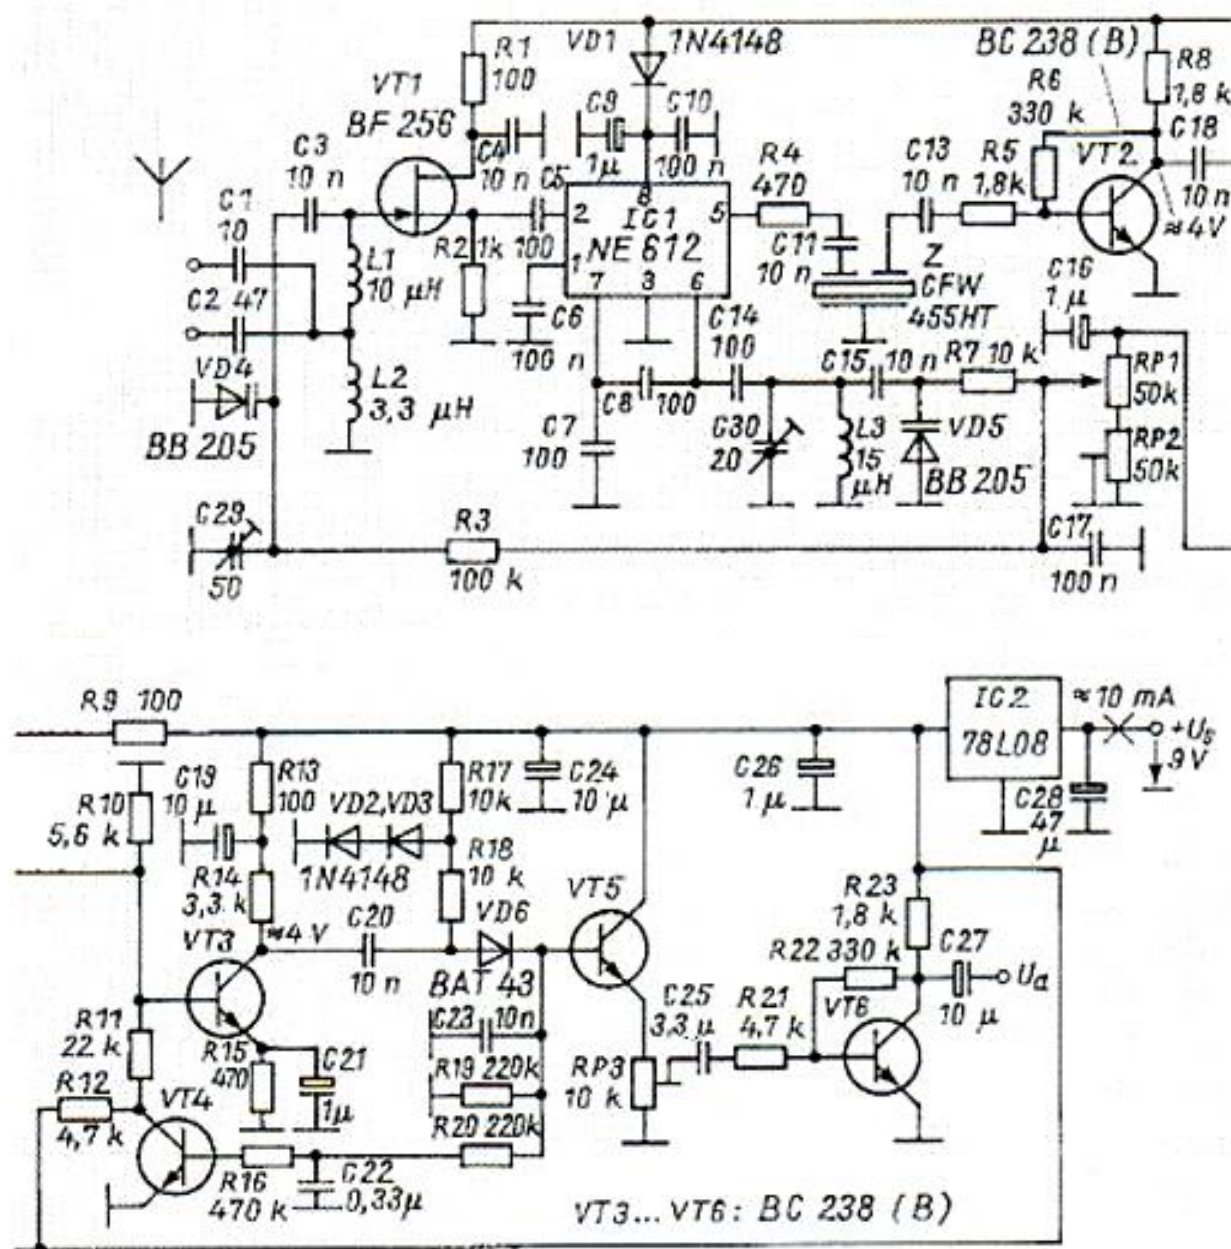 R1
100
VD1
1N4148
BC 238 (B)
R8
1,8 k
VT1
BF 256
C9
1µ
C10
100 n
R6
330 k
C18
10 n
C3
10 n
C4
10 n
C5
100
R4
470
C13
10 n
R5
1,8k
VT2
≈4V
C1
10
C2 47
L1
10 µH
R2
1k
2
8
5
IC1
NE 612
1
7
3
6
C11
10 n
Z
CFW
455HT
C16
1 µ
VD4
BB 205
L2
3,3 µH
C6
100 n
C14
100
C15
10 n
R7 10 k
RP1
50k
C8
100
C7
100
C30
20
L3
15
µH
VD5
BB 205
RP2
50k
C29
50
R3
100 k
C17
100 n
R9 100
IC2
78L08
≈10 mA
+Us
9V
C19
10 µ
R13
100
R17
10k
C24
10 µ
C26
1 µ
C28
47
µ
R10
5,6 k
VD2,VD3
1N4148
R14
3,3 k
R18
10 k
VT5
R23
1,8 k
VT3
≈4 V
C20
10 n
VD6
BAT 43
R22 330 k
C27
10 µ
Ua
R11
22 k
R15
470
C21
1µ
C23
10n
C25
3,3 µ
R21
4,7 k
VT6
R12
4,7 k
VT4
R19 220k
RP3
10 k
R20 220k
R16
470 k
C22
0,33µ
VT3...VT6: BC 238 (B)